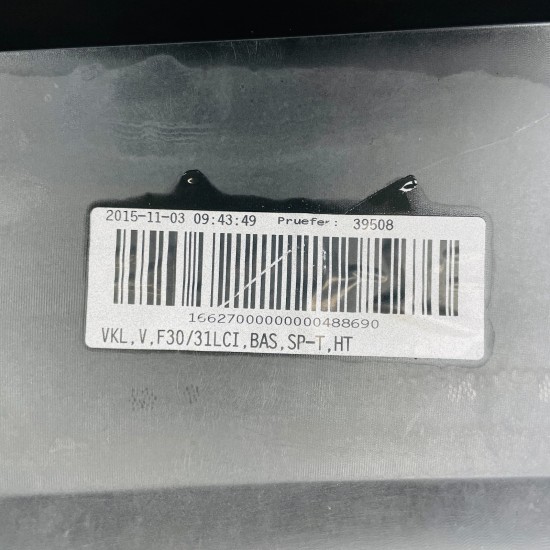 2015-11-03 09:43:49 Pruefer: 39508
16627000000000488690
VKL,V,F30/31LCI,BAS,SP-T,HT